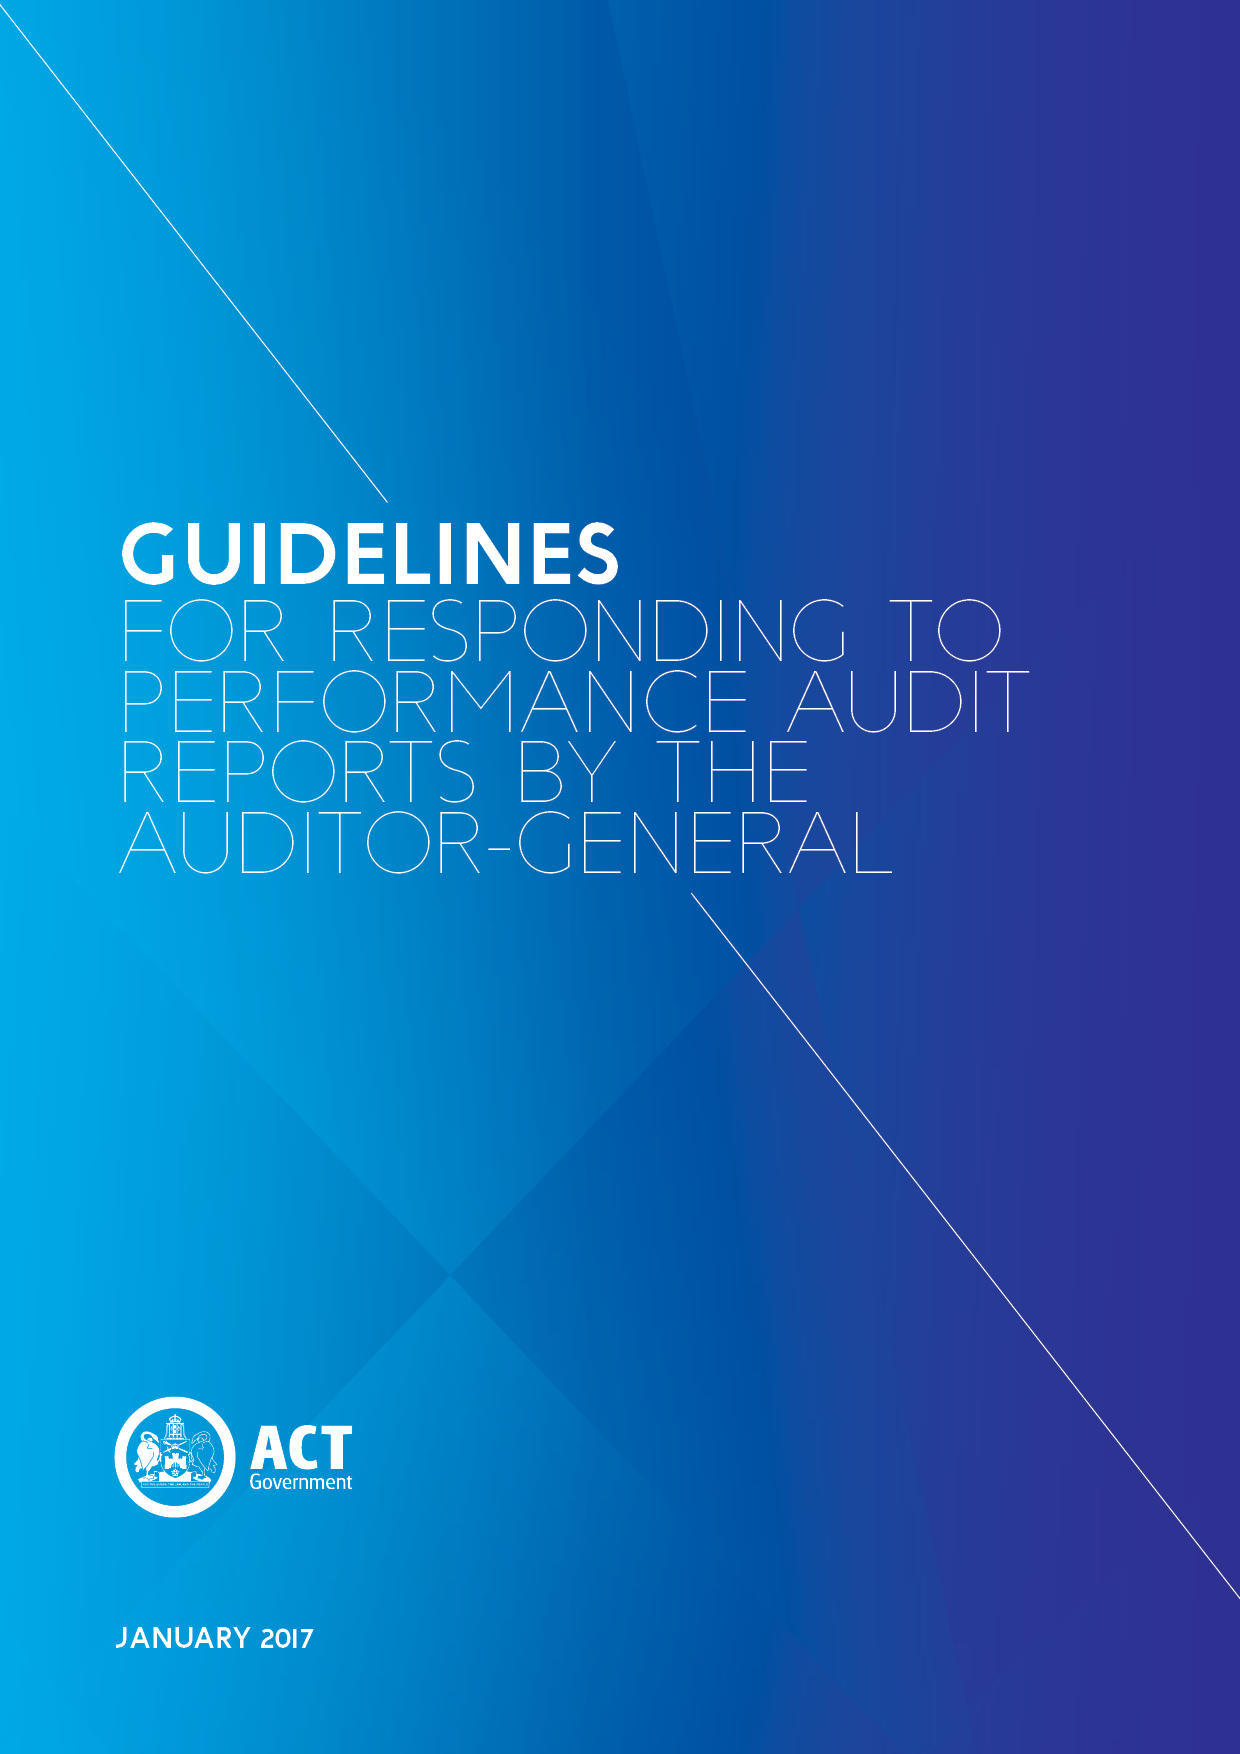 GUIDELINES
FOR RESPONDING TO
PERFORMANCE AUDIT
REPORTS BY THE
AUDITOR-GENERAL
ACT
Government
JANUARY 2017